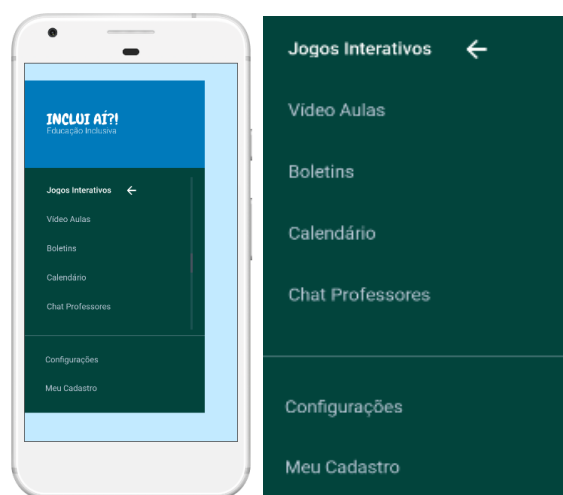 INCLUI AÍ?!
Educação Inclusiva
Jogos Interativos
Vídeo Aulas
Boletins
Calendário
Chat Professores
Configurações
Meu Cadastro
Jogos Interativos
Vídeo Aulas
Boletins
Calendário
Chat Professores
Configurações
Meu Cadastro